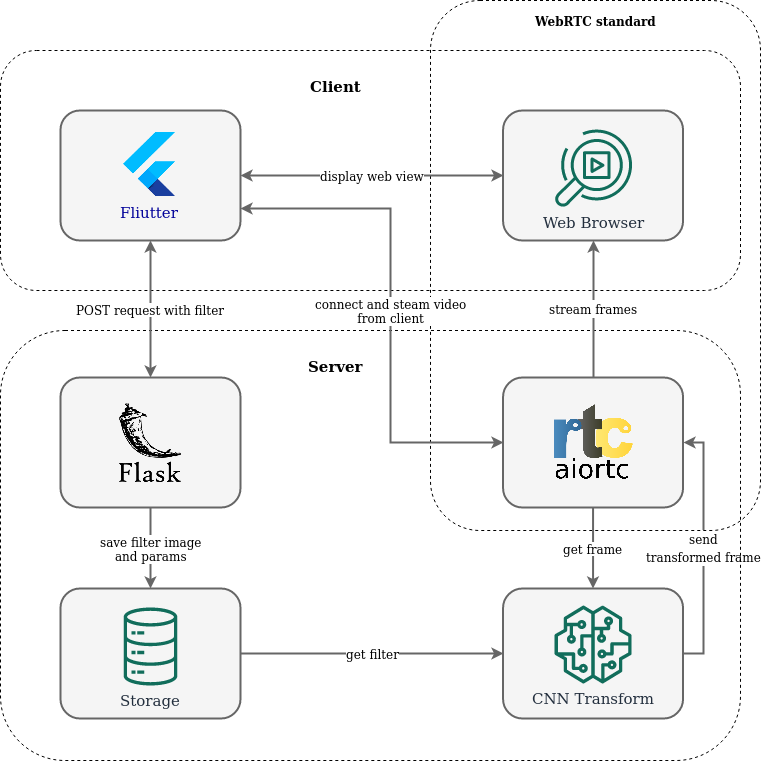 WebRTC standard
Client
Fliutter
display web view
Web Browser
POST request with filter
connect and steam video
from client
stream frames
Server
Flask
rtc
aiortc
save filter image
and params
get frame
send
transformed frame
Storage
get filter
CNN Transform